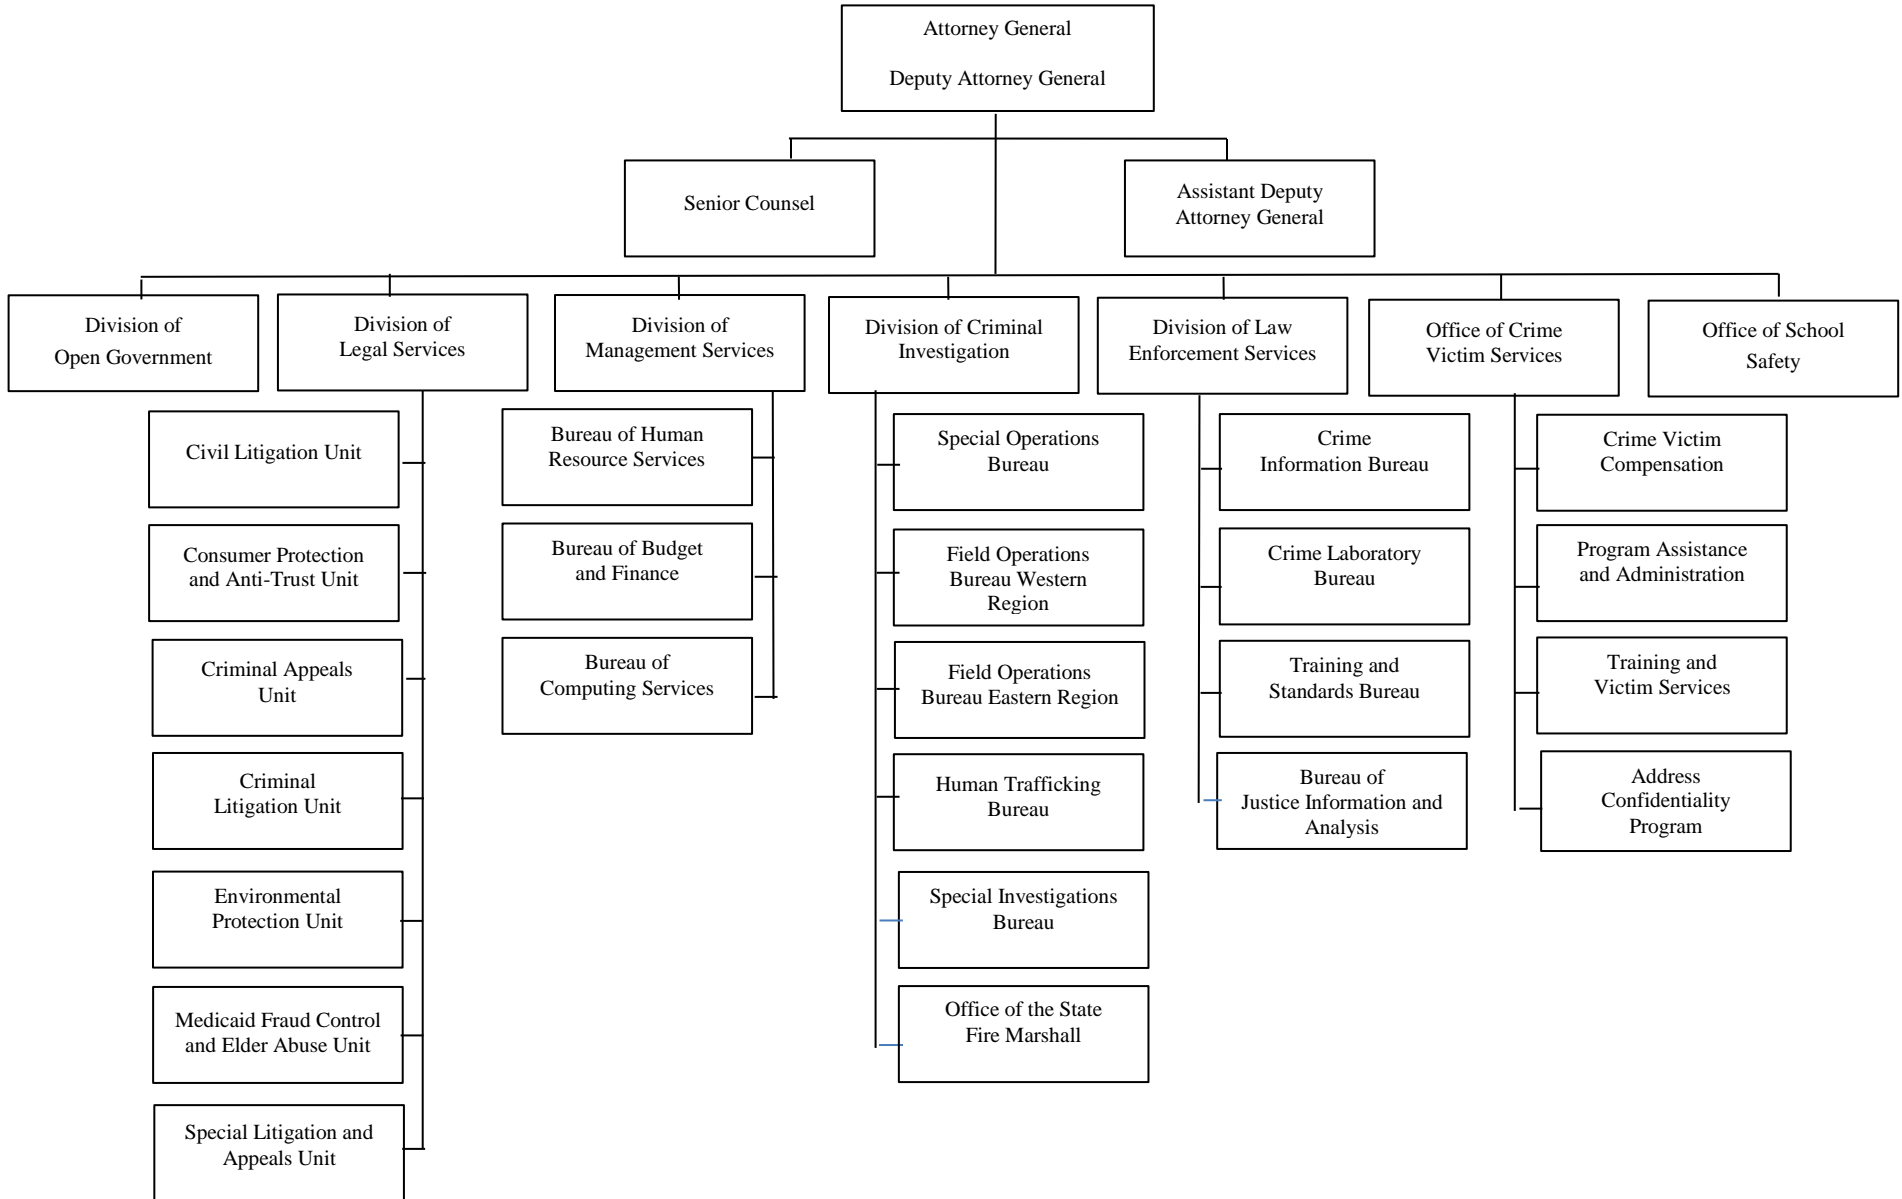 Attorney General
Deputy Attorney General
Senior Counsel
Assistant Deputy
Attorney General
Division of
Open Government
Division of
Legal Services
Division of
Management Services
Division of Criminal
Investigation
Division of Law
Enforcement Services
Office of Crime
Victim Services
Office of School
Safety
Civil Litigation Unit
Consumer Protection
and Anti-Trust Unit
Criminal Appeals
Unit
Criminal
Litigation Unit
Environmental
Protection Unit
Medicaid Fraud Control
and Elder Abuse Unit
Special Litigation and
Appeals Unit
Bureau of Human
Resource Services
Bureau of Budget
and Finance
Bureau of
Computing Services
Special Operations
Bureau
Field Operations
Bureau Western
Region
Field Operations
Bureau Eastern Region
Human Trafficking
Bureau
Special Investigations
Bureau
Office of the State
Fire Marshall
Crime
Information Bureau
Crime Laboratory
Bureau
Training and
Standards Bureau
Bureau of
Justice Information and
Analysis
Crime Victim
Compensation
Program Assistance
and Administration
Training and
Victim Services
Address
Confidentiality
Program